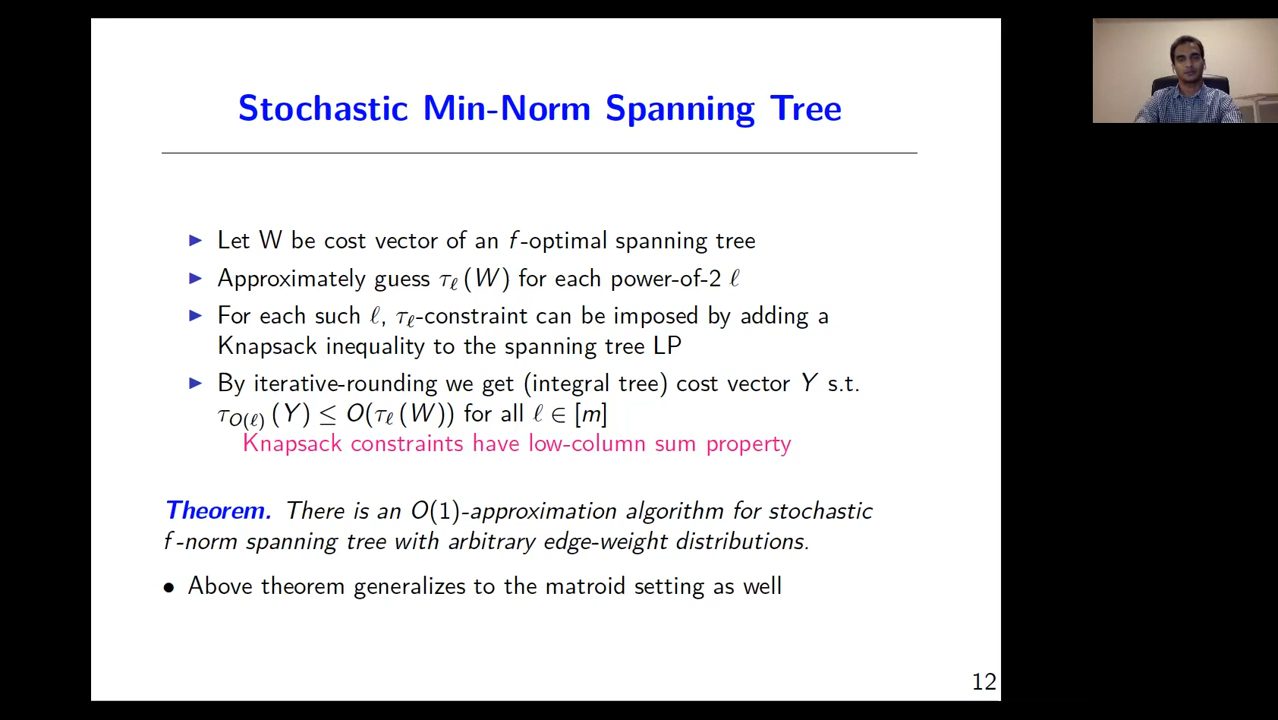 Stochastic Min-Norm Spanning Tree
▶ Let W be cost vector of an f-optimal spanning tree
▶ Approximately guess τℓ(W) for each power-of-2 ℓ
▶ For each such ℓ, τℓ-constraint can be imposed by adding a
Knapsack inequality to the spanning tree LP
▶ By iterative-rounding we get (integral tree) cost vector Y s.t.
τO(ℓ)(Y) ≤ O(τℓ(W)) for all ℓ ∈ [m]
Knapsack constraints have low-column sum property
Theorem. There is an O(1)-approximation algorithm for stochastic
f-norm spanning tree with arbitrary edge-weight distributions.
• Above theorem generalizes to the matroid setting as well
12